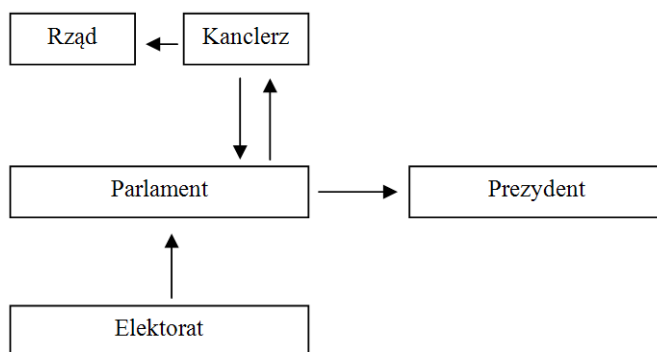 Rząd
Kanclerz
Parlament
Prezydent
Elektorat